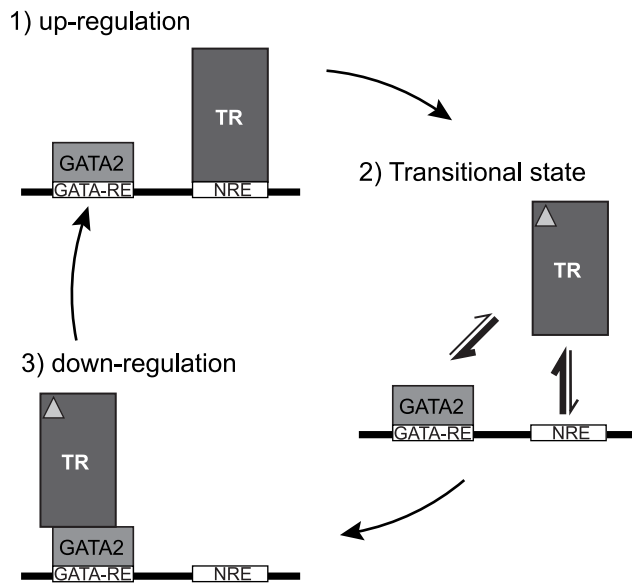 1) up-regulation
TR
GATA2
GATA-RE
NRE
2) Transitional state
TR
GATA2
GATA-RE
NRE
3) down-regulation
TR
GATA2
GATA-RE
NRE